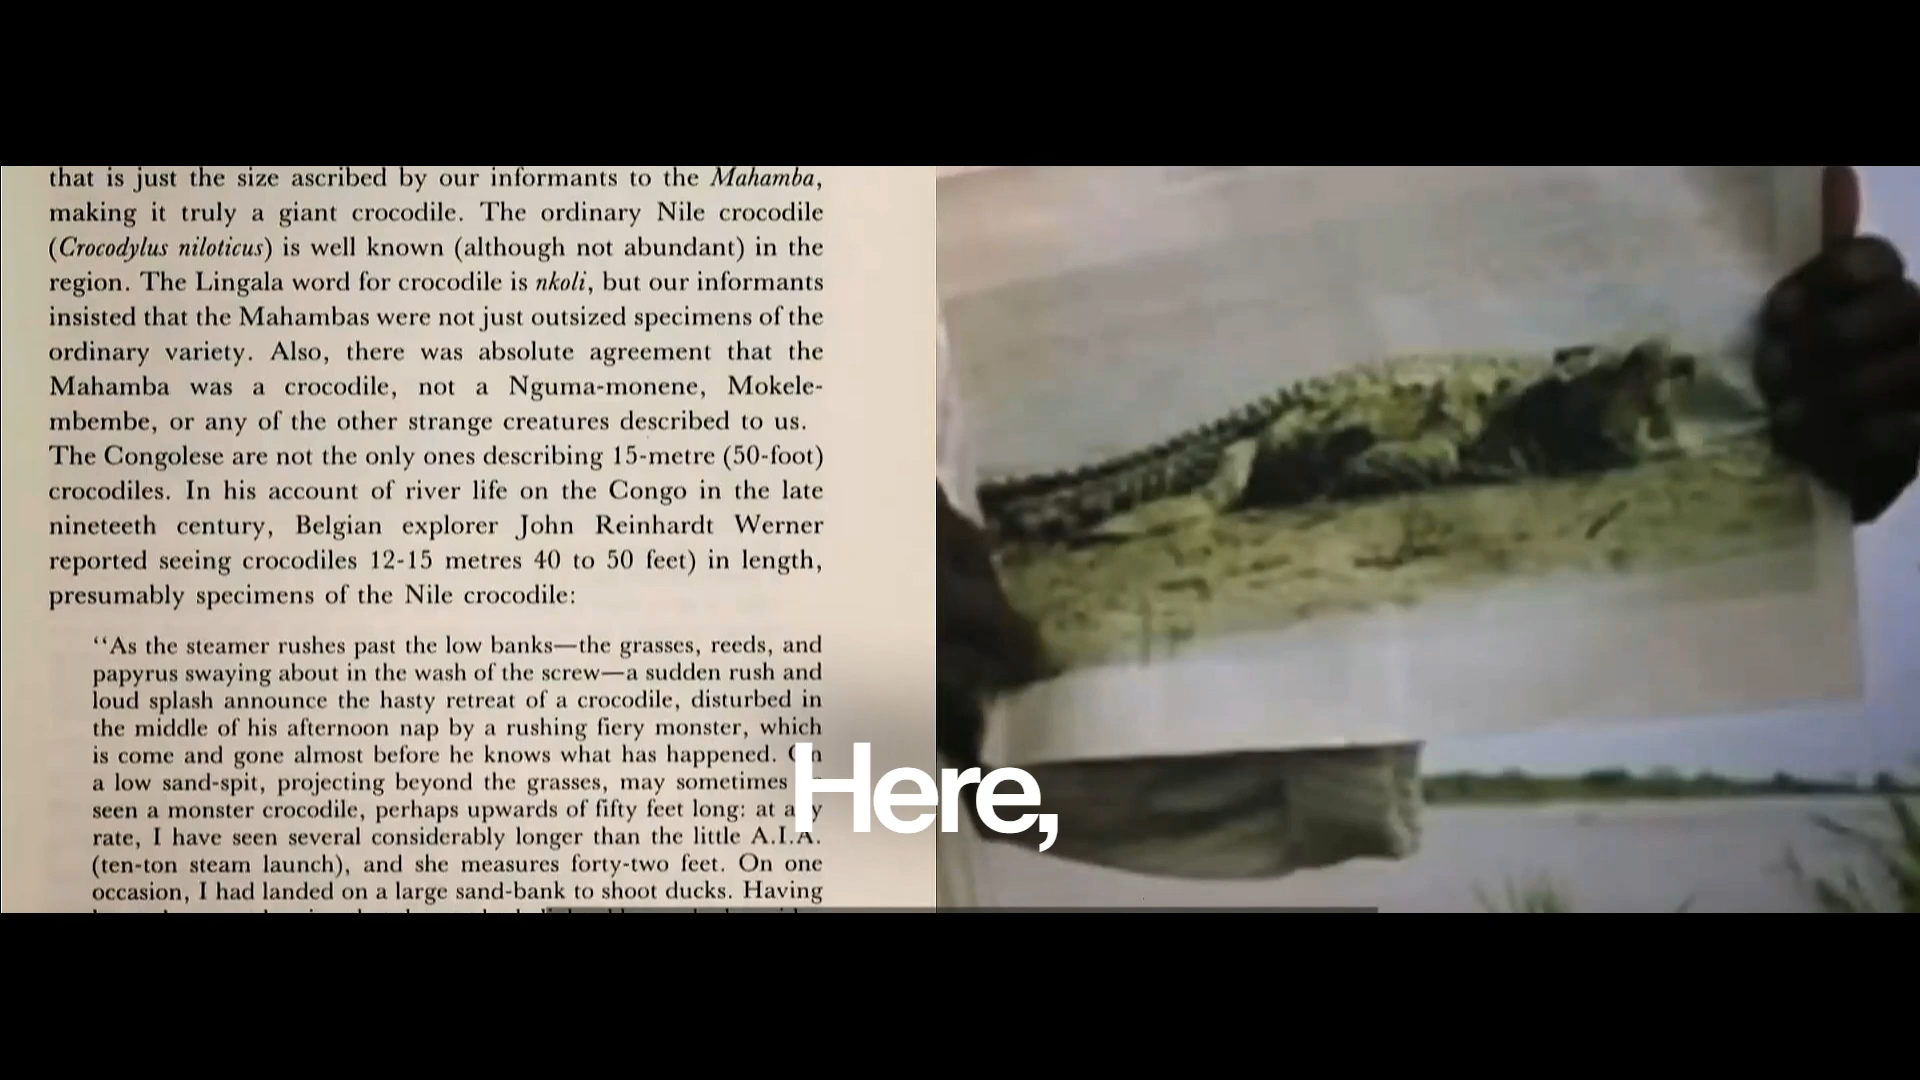 that is just the size ascribed by our informants to the Mahamba,
making it truly a giant crocodile. The ordinary Nile crocodile
(Crocodylus niloticus) is well known (although not abundant) in the
region. The Lingala word for crocodile is nkoli, but our informants
insisted that the Mahambas were not just outsized specimens of the
ordinary variety. Also, there was absolute agreement that the
Mahamba was a crocodile, not a Nguma-monene, Mokele-
mbembe, or any of the other strange creatures described to us.
The Congolese are not the only ones describing 15-metre (50-foot)
crocodiles. In his account of river life on the Congo in the late
nineteeth century, Belgian explorer John Reinhardt Werner
reported seeing crocodiles 12-15 metres 40 to 50 feet) in length,
presumably specimens of the Nile crocodile:
“As the steamer rushes past the low banks—the grasses, reeds, and
papyrus swaying about in the wash of the screw—a sudden rush and
loud splash announce the hasty retreat of a crocodile, disturbed in
the middle of his afternoon nap by a rushing fiery monster, which
is come and gone almost before he knows what has happened. On
a low sand-spit, projecting beyond the grasses, may sometimes
seen a monster crocodile, perhaps upwards of fifty feet long: at any
rate, I have seen several considerably longer than the little A.I.A.
(ten-ton steam launch), and she measures forty-two feet. On one
occasion, I had landed on a large sand-bank to shoot ducks. Having
Here,